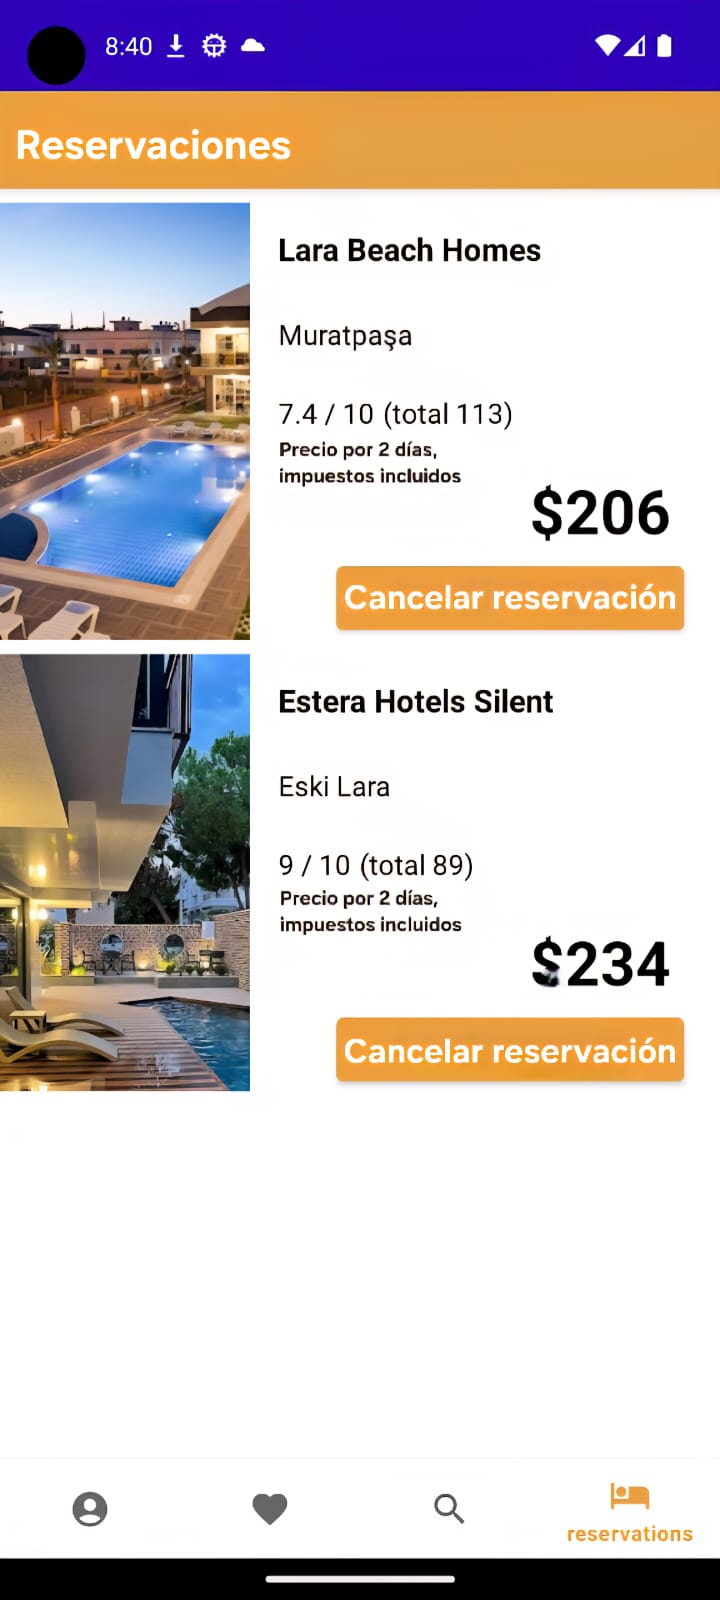 8:40
Reservaciones
Lara Beach Homes
Muratpaşa
7.4 / 10 (total 113)
Precio por 2 días,
impuestos incluidos
$206
Cancelar reservación
Estera Hotels Silent
Eski Lara
9 / 10 (total 89)
Precio por 2 días,
impuestos incluidos
$234
Cancelar reservación
reservations